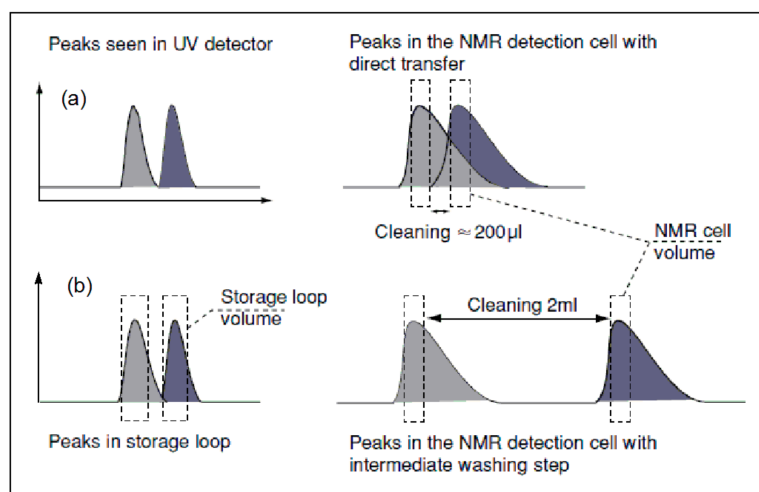 Peaks seen in UV detector
Peaks in the NMR detection cell with
direct transfer
(a)
Cleaning ≈ 200µl
NMR cell
volume
(b)
Storage loop
volume
Cleaning 2ml
Peaks in storage loop
Peaks in the NMR detection cell with
intermediate washing step